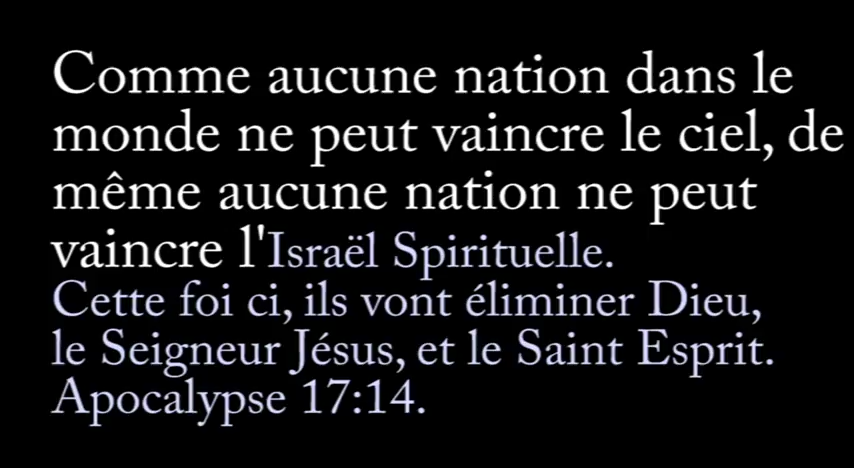 Comme aucune nation dans le
monde ne peut vaincre le ciel, de
même aucune nation ne peut
vaincre l'Israël Spirituelle.
Cette foi ci, ils vont éliminer Dieu,
le Seigneur Jésus, et le Saint Esprit.
Apocalypse 17:14.